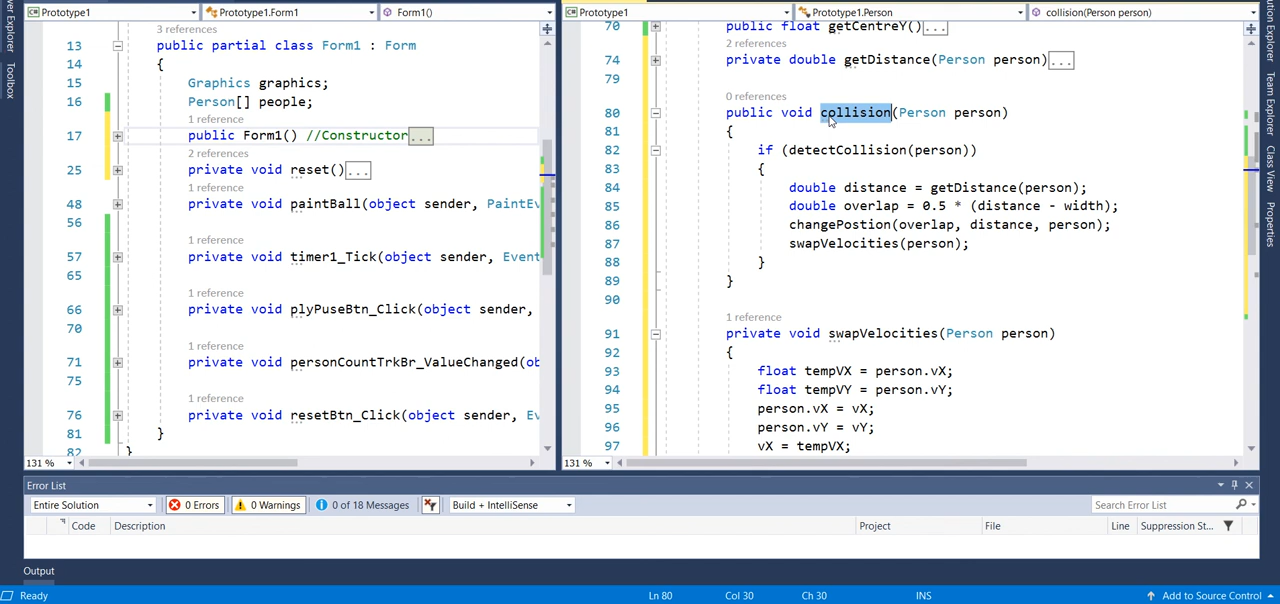 Prototype1
Prototype1.Form1
Form1()
3 references
13 public partial class Form1 : Form
14 {
15 Graphics graphics;
16 Person[] people;
1 reference
17 public Form1() //Constructor...
2 references
25 private void reset()...
1 reference
48 private void paintBall(object sender, PaintEv
56
1 reference
57 private void timer1_Tick(object sender, Event
65
1 reference
66 private void plyPuseBtn_Click(object sender,
70
1 reference
71 private void personCountTrkBr_ValueChanged(ob
75
1 reference
76 private void resetBtn_Click(object sender, Ev
81 }
82 }
131 %
Toolbox
Prototype1
Prototype1.Person
collision(Person person)
70 public float getCentreY()...
2 references
74 private double getDistance(Person person)...
79
0 references
80 public void collision(Person person)
81 {
82 if (detectCollision(person))
83 {
84 double distance = getDistance(person);
85 double overlap = 0.5 * (distance - width);
86 changePostion(overlap, distance, person);
87 swapVelocities(person);
88 }
89 }
90
1 reference
91 private void swapVelocities(Person person)
92 {
93 float tempVX = person.vX;
94 float tempVY = person.vY;
95 person.vX = vX;
96 person.vY = vY;
97 vX = tempVX;
131 %
Team Explorer
Class View
Properties
Error List
Entire Solution
0 Errors
0 Warnings
0 of 18 Messages
Build + IntelliSense
Search Error List
Code Description Project File Line Suppression St...
Output
Ready Ln 80 Col 30 Ch 30 INS Add to Source Control